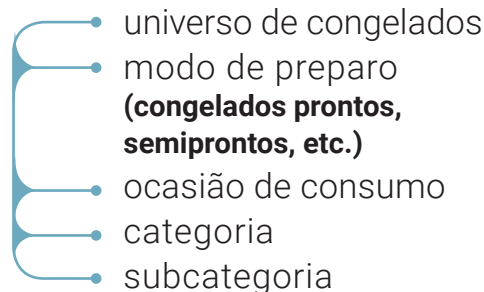 universo de congelados
modo de preparo
(congelados prontos,
semiprontos, etc.)
ocasião de consumo
categoria
subcategoria